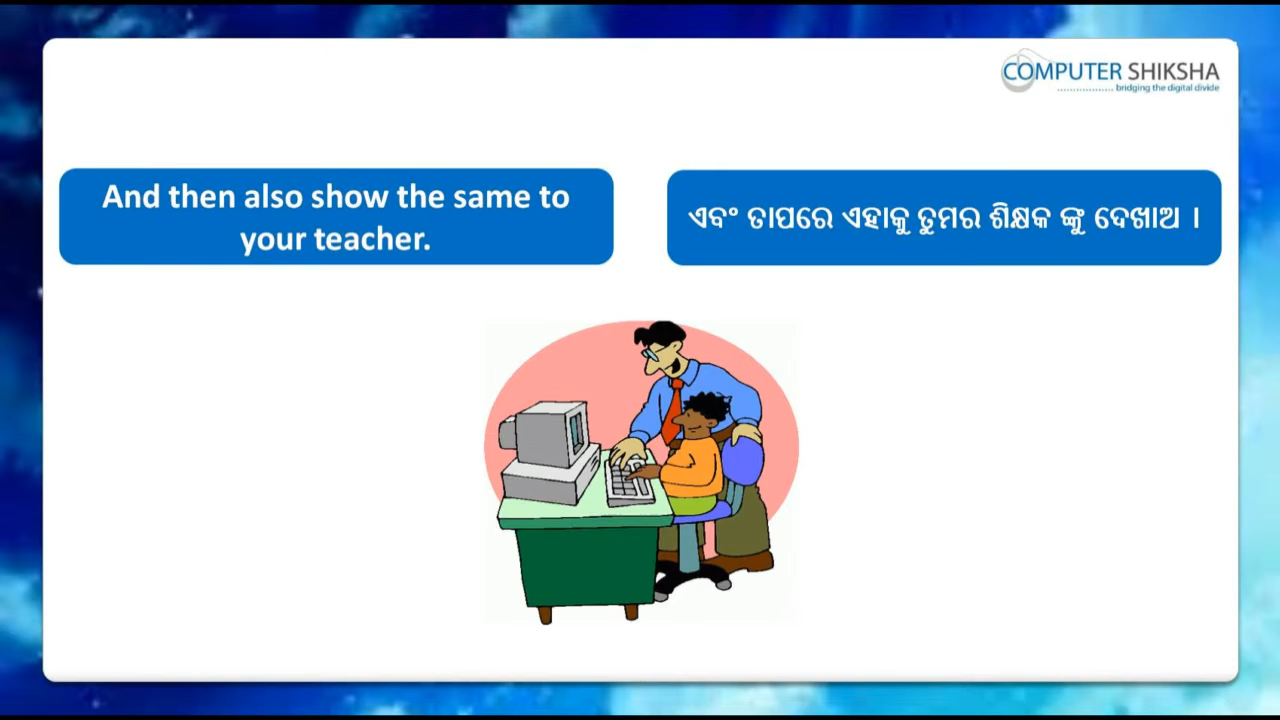 COMPUTER SHIKSHA
bridging the digital divide
And then also show the same to
your teacher.
ଏବଂ ତାପରେ ଏହାକୁ ତୁମର ଶିକ୍ଷକ ଙ୍କୁ ଦେଖାଅ ।